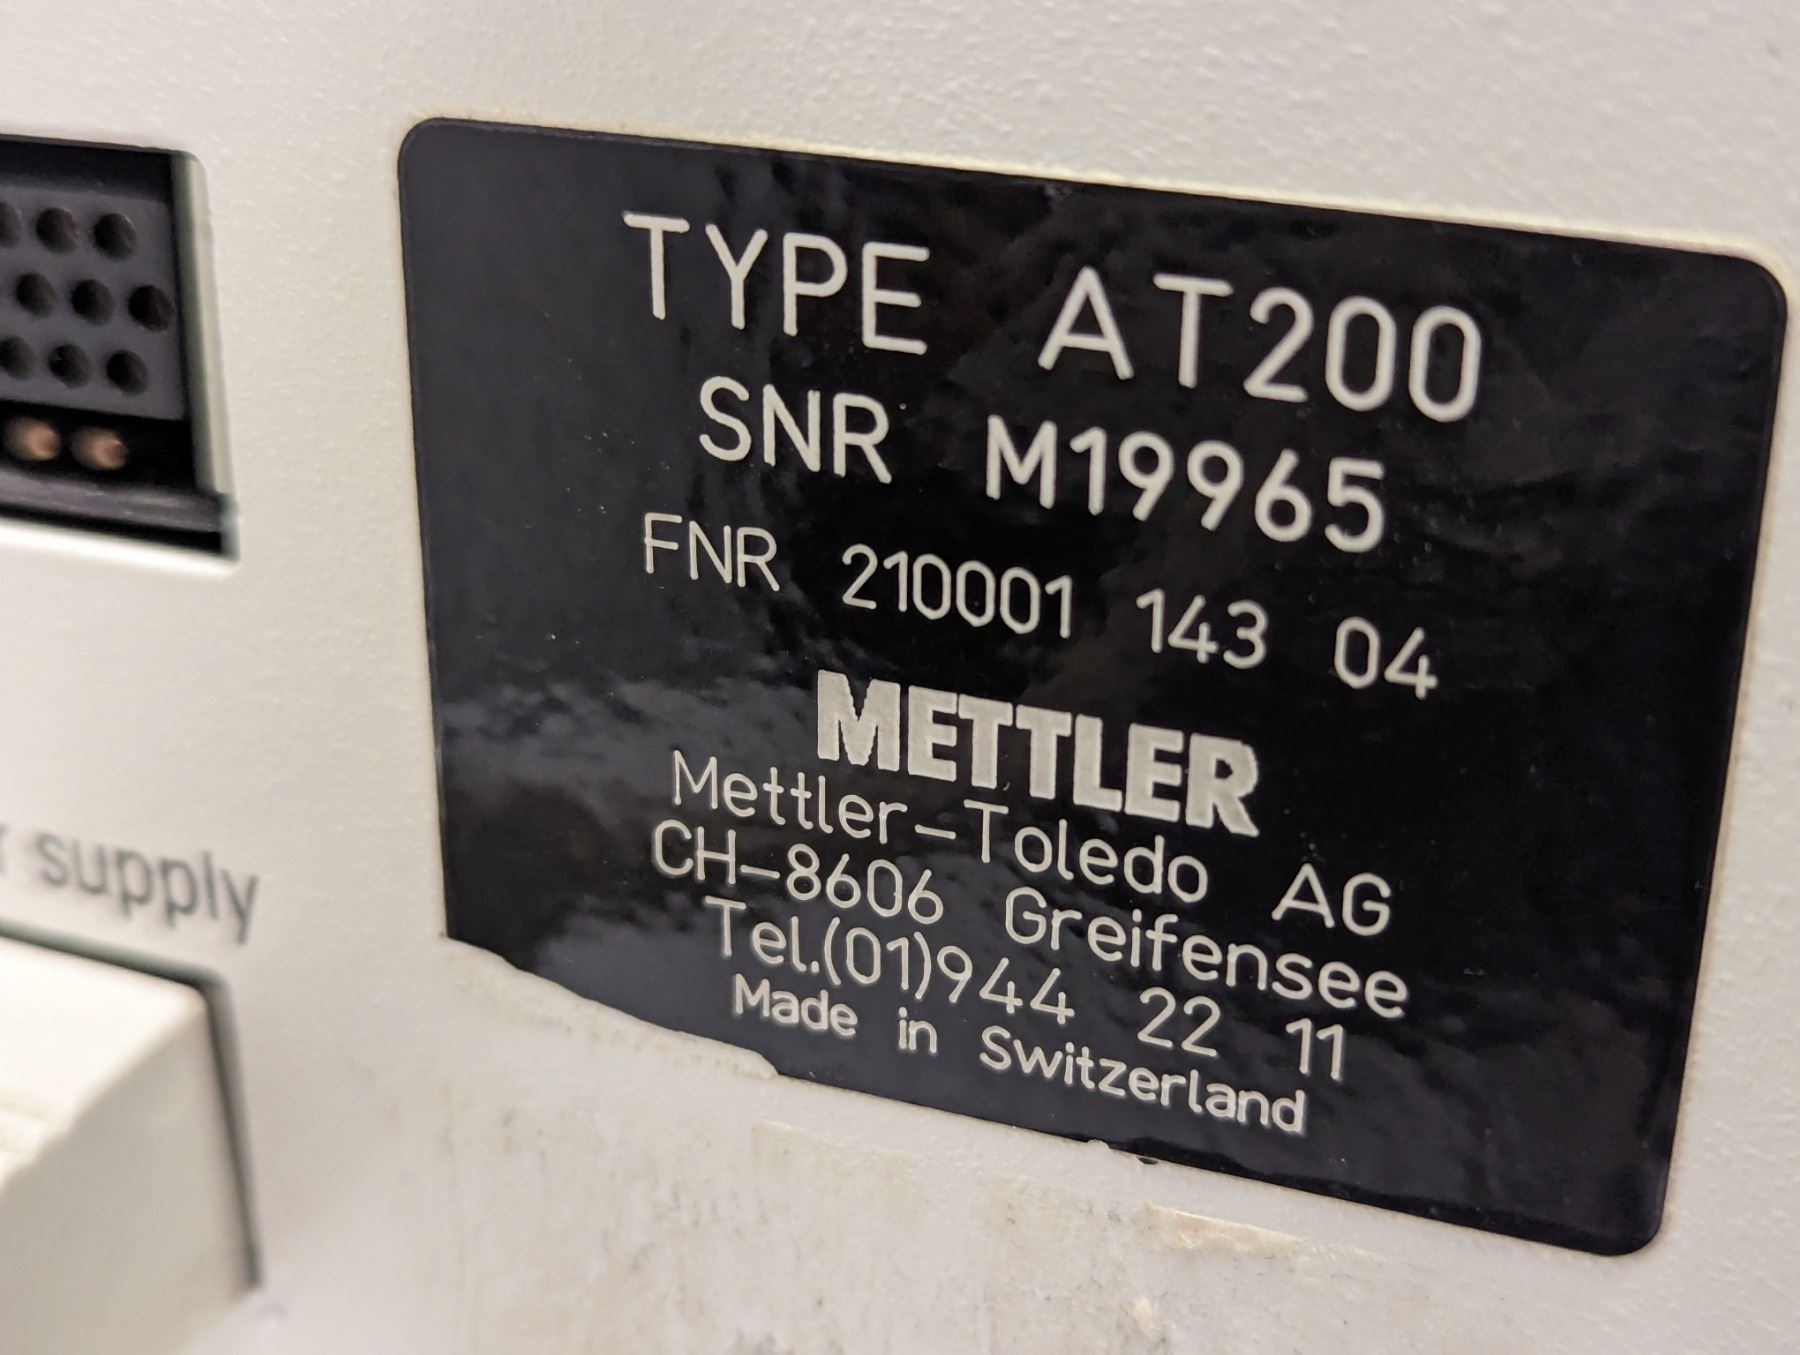 TYPE AT200
SNR M19965
FNR 210001 143 04
METTLER
Mettler-Toledo AG
CH-8606 Greifensee
Tel.(01)944 22 11
Made in Switzerland
supply